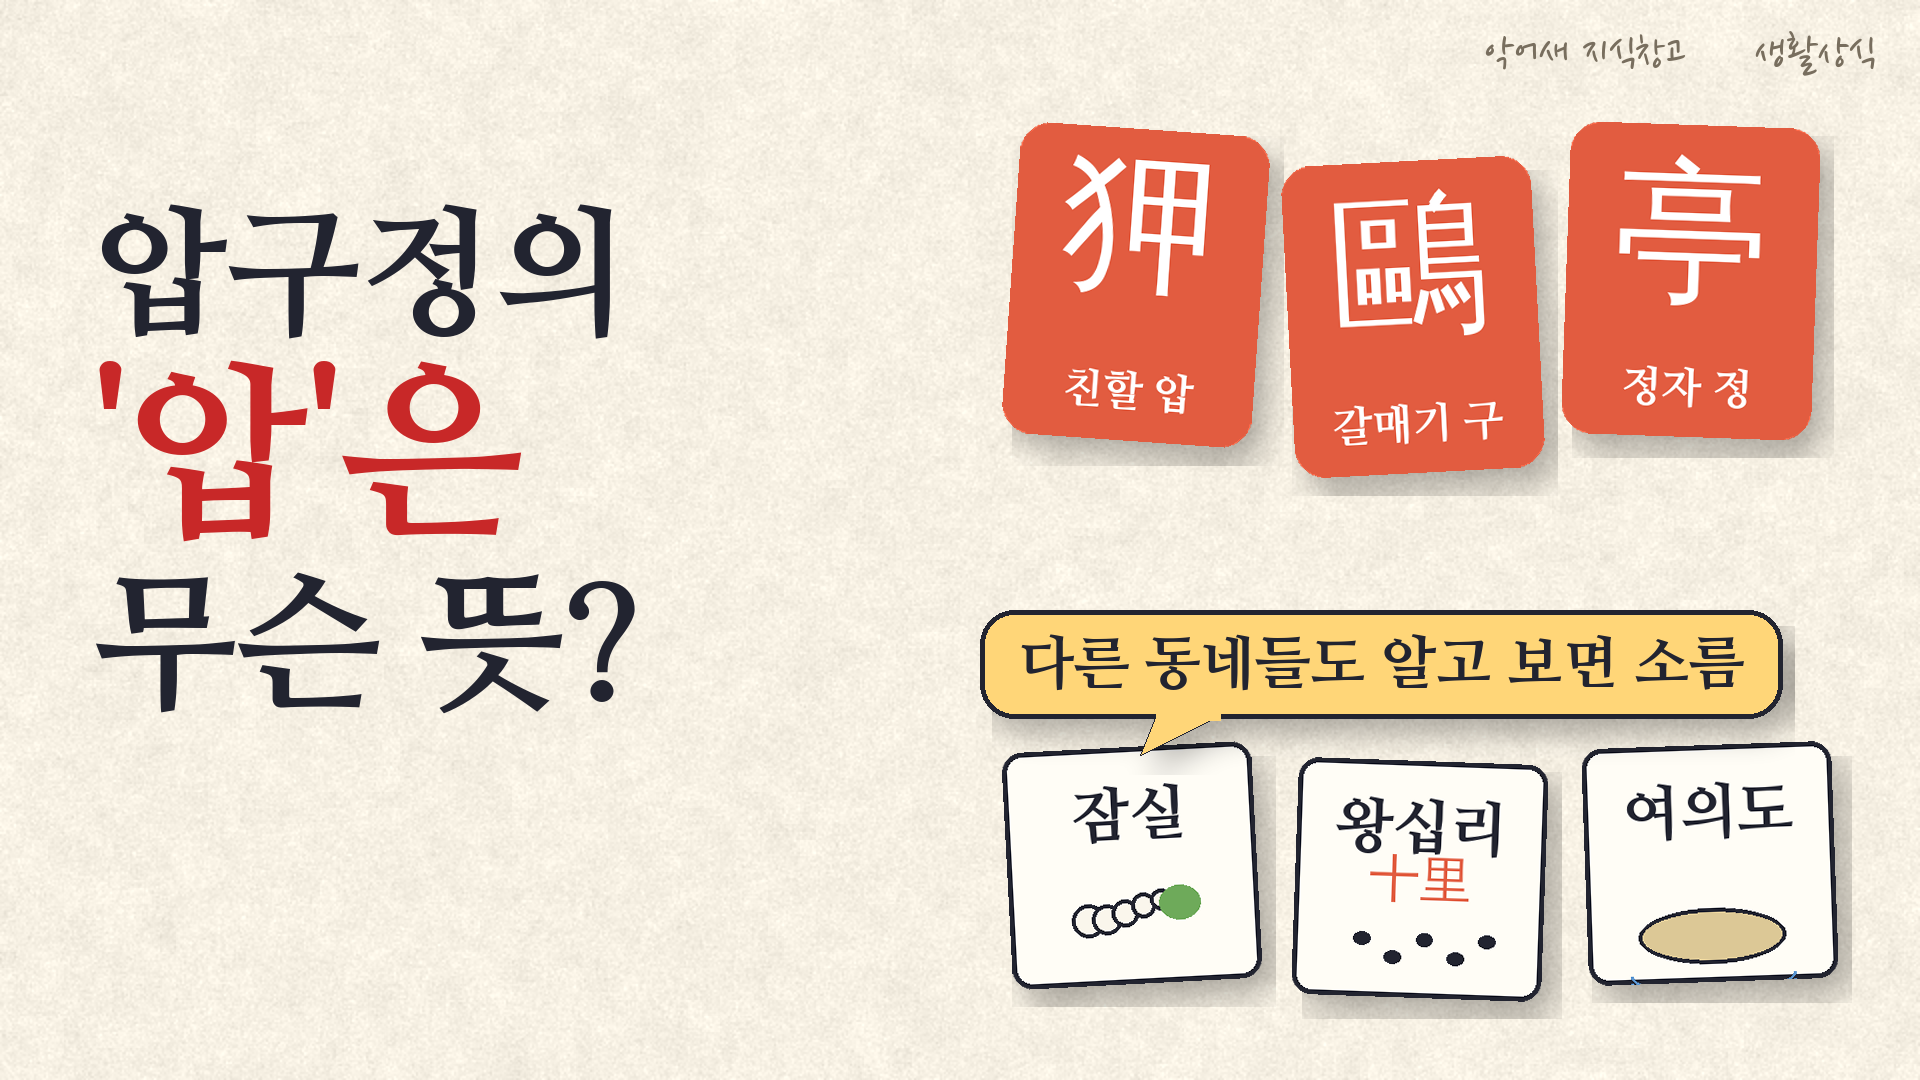 악어새 지식창고 생활상식
압구정의
'압'은
무슨 뜻?
狎
친할 압
鷗
갈매기 구
亭
정자 정
다른 동네들도 알고 보면 소름
잠실
왕십리
十里
여의도